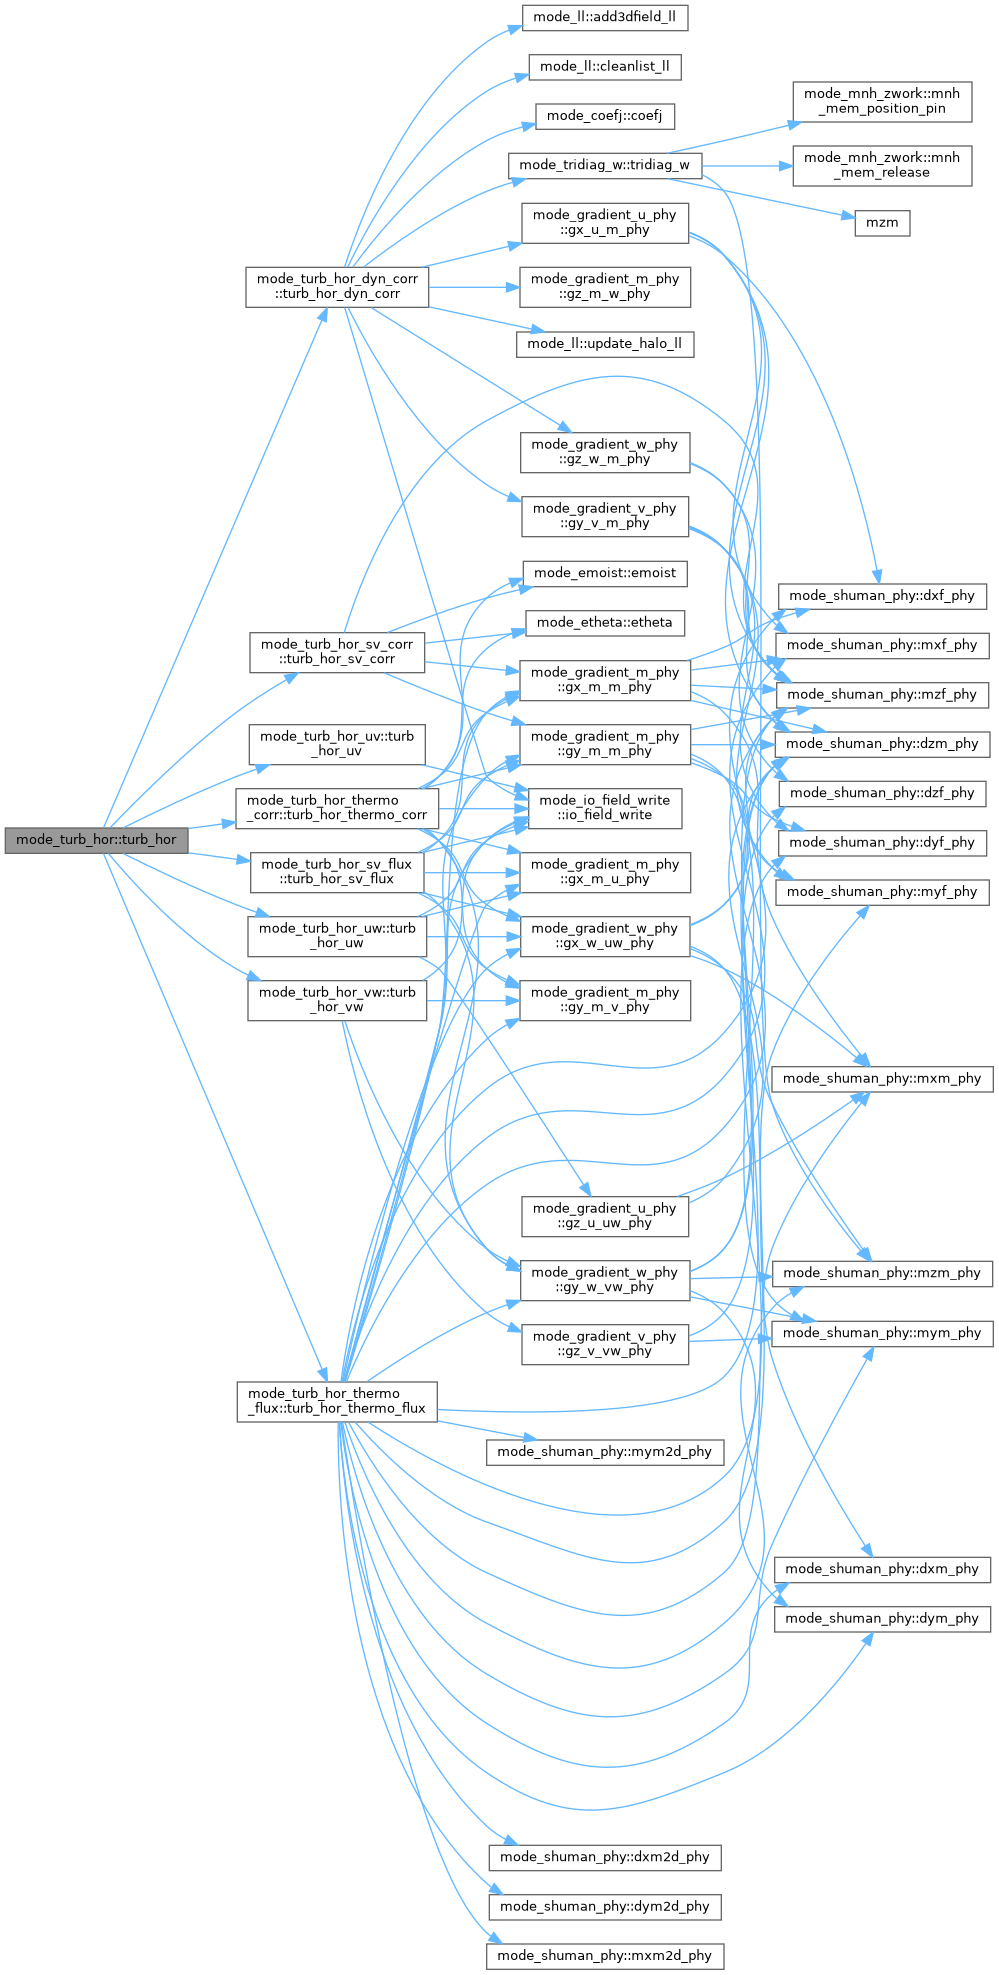 mode_ll::add3dfield_ll
mode_ll::cleanlist_ll
mode_mnh_zwork::mnh
_mem_position_pin
mode_coefj::coefj
mode_tridiag_w::tridiag_w
mode_mnh_zwork::mnh
_mem_release
mzm
mode_gradient_u_phy
::gx_u_m_phy
mode_turb_hor_dyn_corr
::turb_hor_dyn_corr
mode_gradient_m_phy
::gz_m_w_phy
mode_ll::update_halo_ll
mode_gradient_w_phy
::gz_w_m_phy
mode_gradient_v_phy
::gy_v_m_phy
mode_emoist::emoist
mode_shuman_phy::dxf_phy
mode_etheta::etheta
mode_turb_hor_sv_corr
::turb_hor_sv_corr
mode_shuman_phy::mxf_phy
mode_gradient_m_phy
::gx_m_m_phy
mode_shuman_phy::mzf_phy
mode_turb_hor_uv::turb
_hor_uv
mode_gradient_m_phy
::gy_m_m_phy
mode_shuman_phy::dzm_phy
mode_turb_hor_thermo
_corr::turb_hor_thermo_corr
mode_io_field_write
::io_field_write
mode_shuman_phy::dzf_phy
mode_turb_hor::turb_hor
mode_shuman_phy::dyf_phy
mode_turb_hor_sv_flux
::turb_hor_sv_flux
mode_gradient_m_phy
::gx_m_u_phy
mode_shuman_phy::myf_phy
mode_turb_hor_uw::turb
_hor_uw
mode_gradient_w_phy
::gx_w_uw_phy
mode_turb_hor_vw::turb
_hor_vw
mode_gradient_m_phy
::gy_m_v_phy
mode_shuman_phy::mxm_phy
mode_gradient_u_phy
::gz_u_uw_phy
mode_gradient_w_phy
::gy_w_vw_phy
mode_shuman_phy::mzm_phy
mode_gradient_v_phy
::gz_v_vw_phy
mode_shuman_phy::mym_phy
mode_turb_hor_thermo
_flux::turb_hor_thermo_flux
mode_shuman_phy::mym2d_phy
mode_shuman_phy::dxm_phy
mode_shuman_phy::dym_phy
mode_shuman_phy::dxm2d_phy
mode_shuman_phy::dym2d_phy
mode_shuman_phy::mxm2d_phy